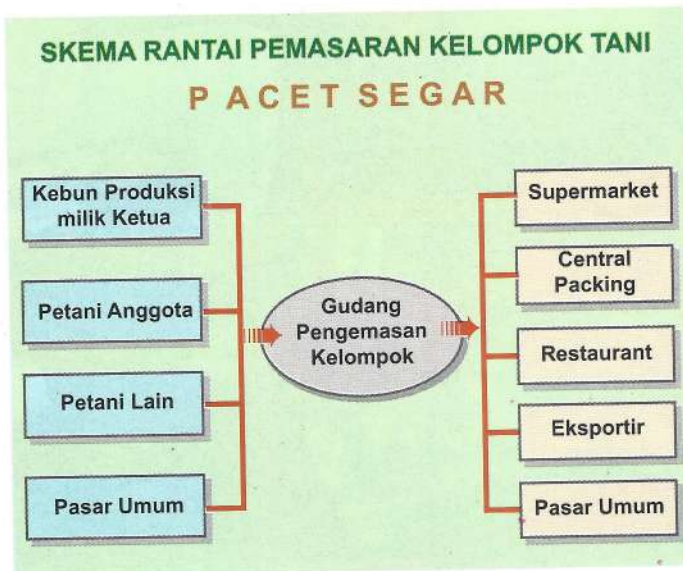 SKEMA RANTAI PEMASARAN KELOMPOK TANI
P ACET SEGAR
Kebun Produksi
milik Ketua
Petani Anggota
Petani Lain
Pasar Umum
Gudang
Pengemasan
Kelompok
Supermarket
Central
Packing
Restaurant
Eksportir
Pasar Umum